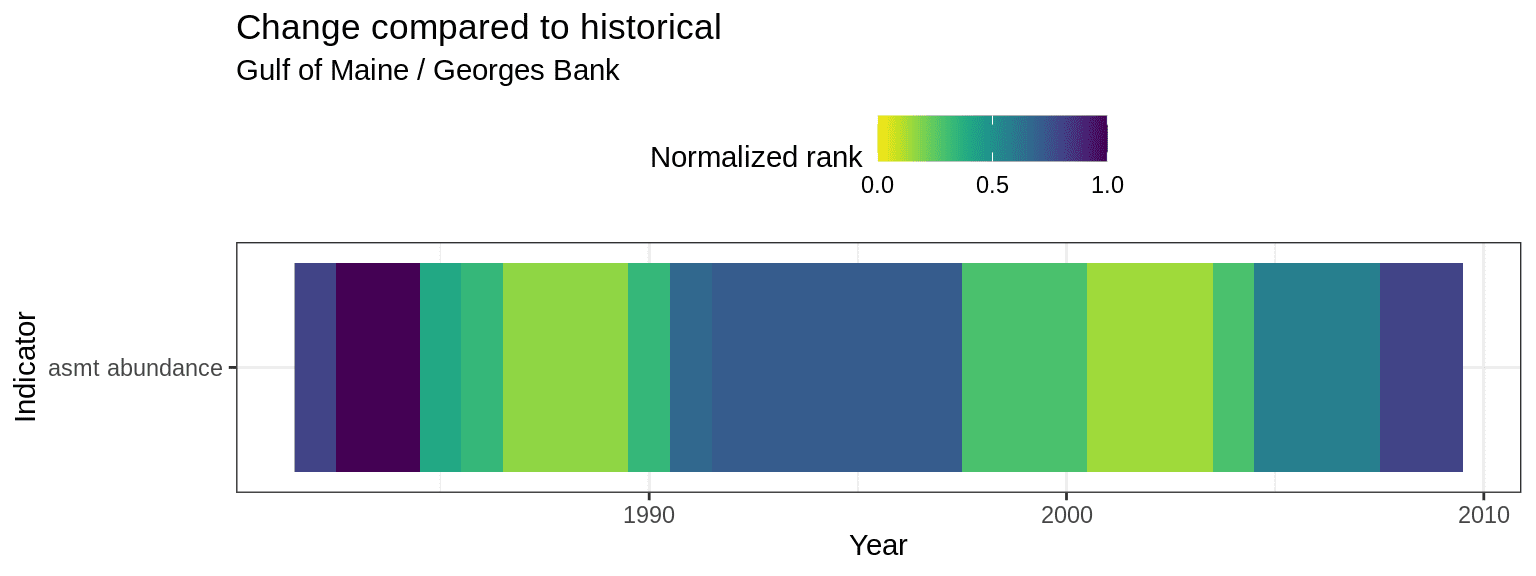 Change compared to historical
Gulf of Maine / Georges Bank
Normalized rank
0.0 0.5 1.0
Indicator
asmt abundance
1990 2000 2010
Year